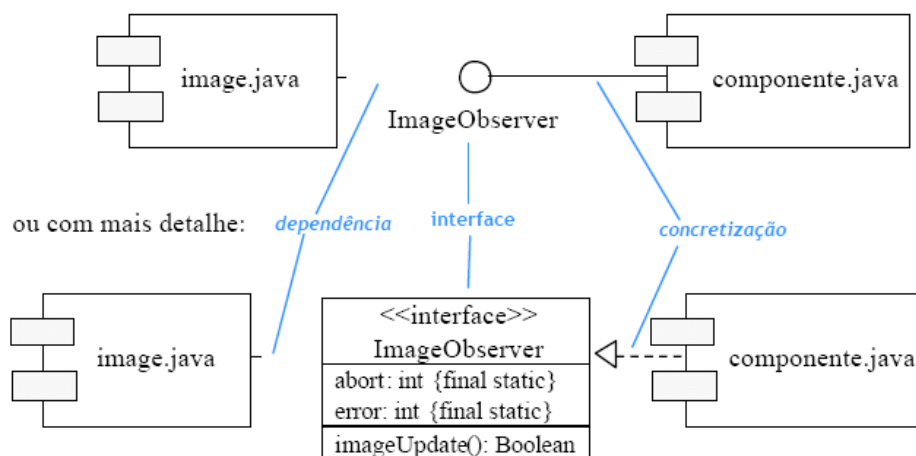 image.java
componente.java
ImageObserver
ou com mais detalhe:
dependência
interface
concretização
<<interface>>
ImageObserver
image.java
componente.java
abort: int {final static}
error: int {final static}
imageUpdate(): Boolean